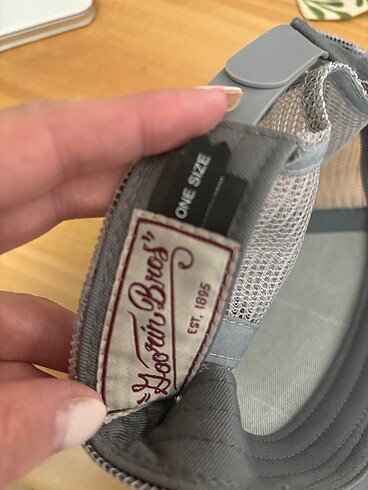 ONE SIZE
"Goorin Bros"
EST. 1895